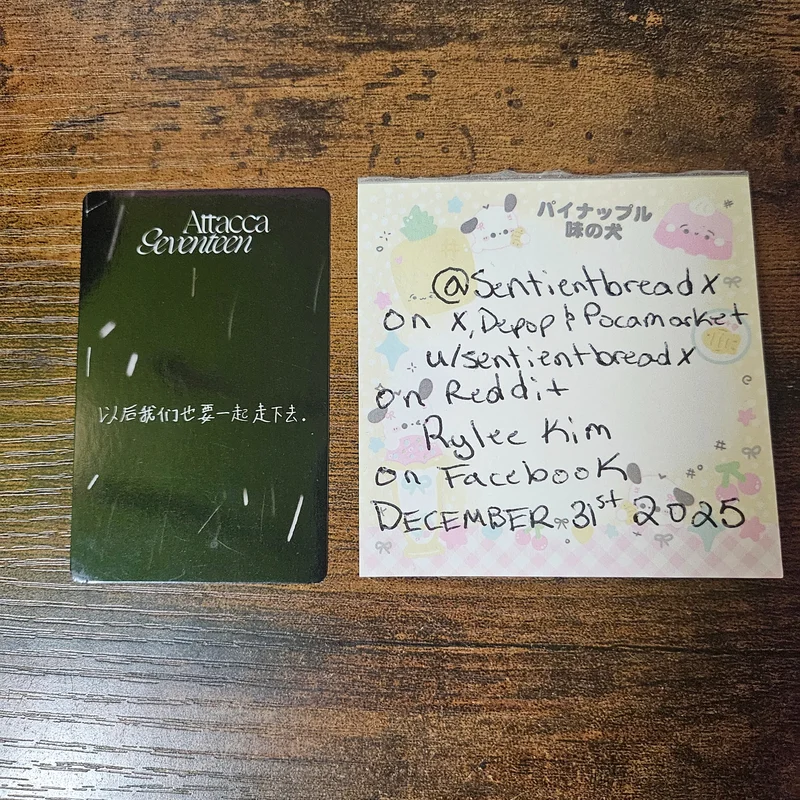 Attacca
Seventeen
以后我们也要一起走下去.
パイナップル
味の犬
@Sentientbreadx
on X, Depop & Pocamarket
u/sentientbreadx
on Reddit
Rylee Kim
on Facebook
DECEMBER 31st 2025